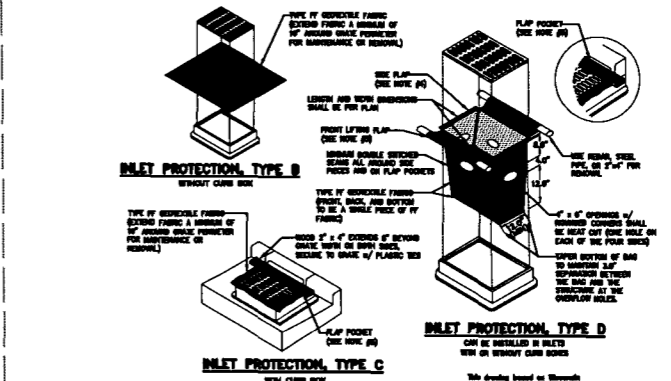 TYPE FF GEOTEXTILE FABRIC
(EXTEND FABRIC A MINIMUM OF
10" AROUND GRATE PERIMETER
FOR MAINTENANCE OR REMOVAL)
INLET PROTECTION, TYPE B
WITHOUT CURB BOX
FLAP POCKET
(SEE NOTE
SIDE FLAP
(SEE NOTE
LENGTH AND WIDTH DIMENSIONS
SHALL BE PER PLAN
FRONT LIFTING FLAP
(SEE NOTE
MINIMUM DOUBLE STITCHED
SEAMS ALL AROUND SIDE
PIECES AND ON FLAP POCKETS
TYPE FF GEOTEXTILE FABRIC
(FRONT, BACK, AND BOTTOM
TO BE A SINGLE PIECE OF FF
FABRIC)
USE REBAR, STEEL
PIPE, OR 2"x4" FOR
REMOVAL
4" x 6" OPENINGS w/
ROUNDED CORNERS SHALL
BE HEAT CUT (ONE HOLE ON
EACH OF THE FOUR SIDES)
12.0"
TAPER BOTTOM OF BAG
TO MAINTAIN 3.0"
SEPARATION BETWEEN
THE BAG AND THE
STRUCTURE AT THE
OVERFLOW HOLES.
INLET PROTECTION, TYPE D
CAN BE INSTALLED IN INLETS
WITH OR WITHOUT CURB BOXES
TYPE FF GEOTEXTILE FABRIC
(EXTEND FABRIC A MINIMUM OF
10" AROUND GRATE PERIMETER
FOR MAINTENANCE OR
REMOVAL)
WOOD 2" x 4" EXTENDS 8" BEYOND
GRATE WIDTH ON BOTH SIDES,
SECURE TO GRATE w/ PLASTIC TIES
FLAP POCKET
(SEE NOTE
INLET PROTECTION, TYPE C
WITH CURB BOX
This drawing based on Wisconsin